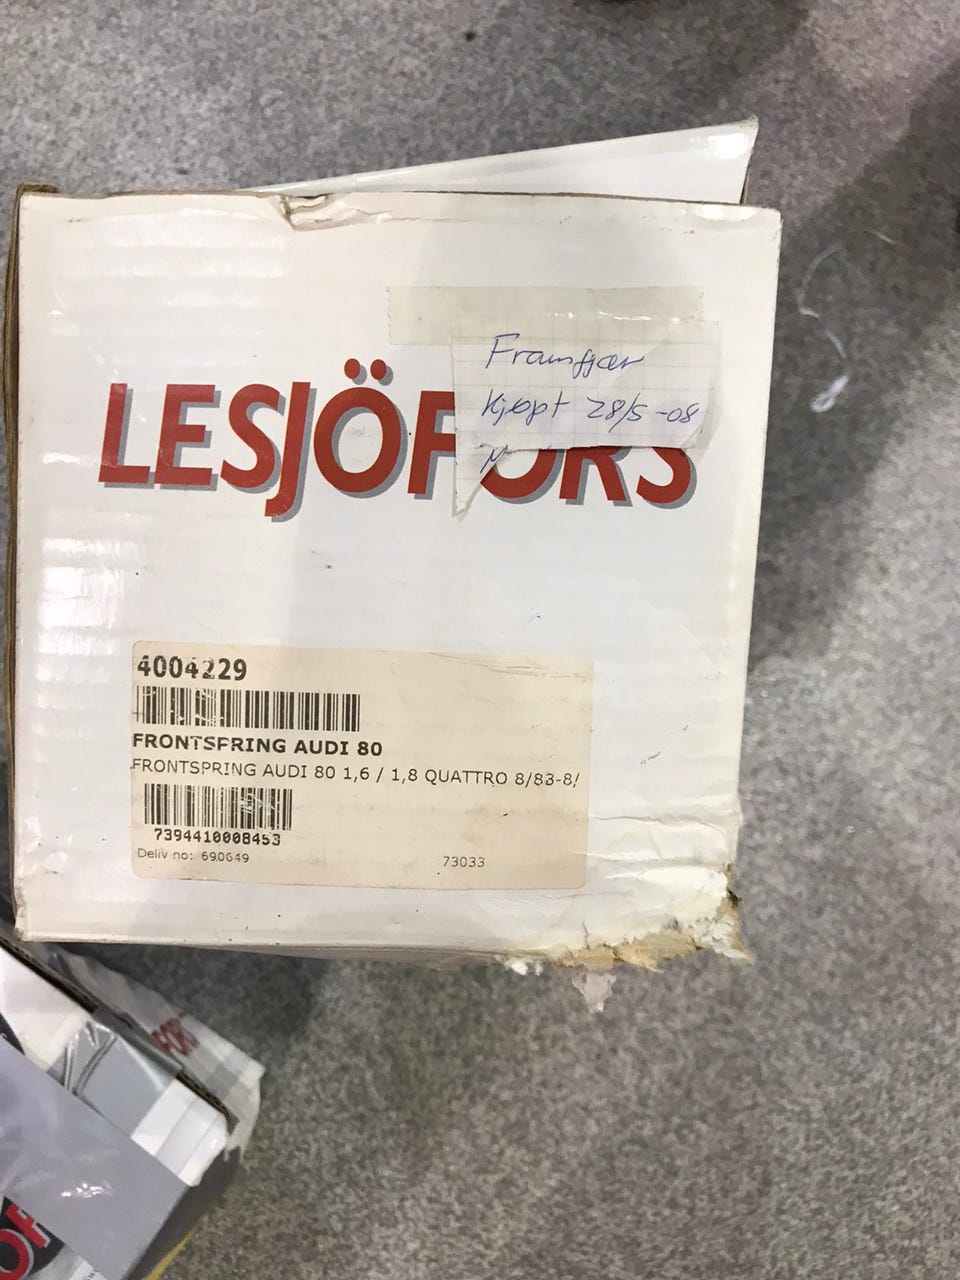 Framfjær
Kjøpt 28/5-08
LESJÖFORS
4004229
FRONTSPRING AUDI 80
FRONTSPRING AUDI 80 1,6 / 1,8 QUATTRO 8/83-8/
7394410008453
Deliv no: 690649 73033
FORS